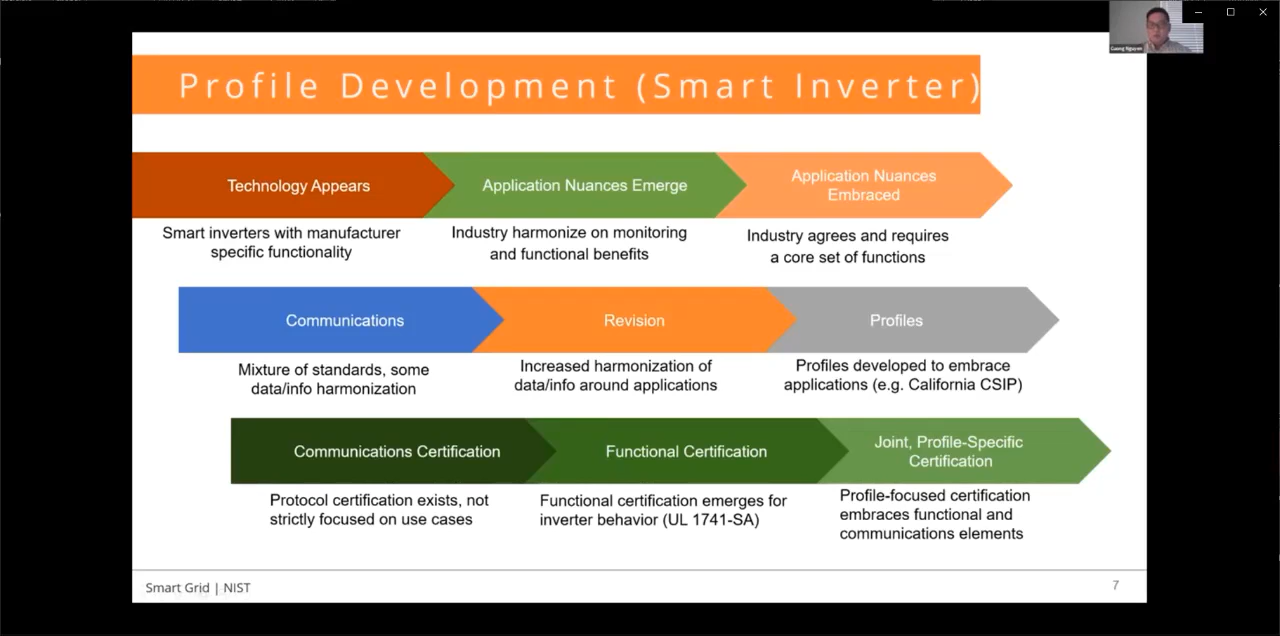 Cuong Nguyen
Profile Development (Smart Inverter)
Technology Appears
Application Nuances Emerge
Application Nuances
Embraced
Smart inverters with manufacturer
specific functionality
Industry harmonize on monitoring
and functional benefits
Industry agrees and requires
a core set of functions
Communications
Revision
Profiles
Mixture of standards, some
data/info harmonization
Increased harmonization of
data/info around applications
Profiles developed to embrace
applications (e.g. California CSIP)
Communications Certification
Functional Certification
Joint, Profile-Specific
Certification
Protocol certification exists, not
strictly focused on use cases
Functional certification emerges for
inverter behavior (UL 1741-SA)
Profile-focused certification
embraces functional and
communications elements
Smart Grid | NIST
7